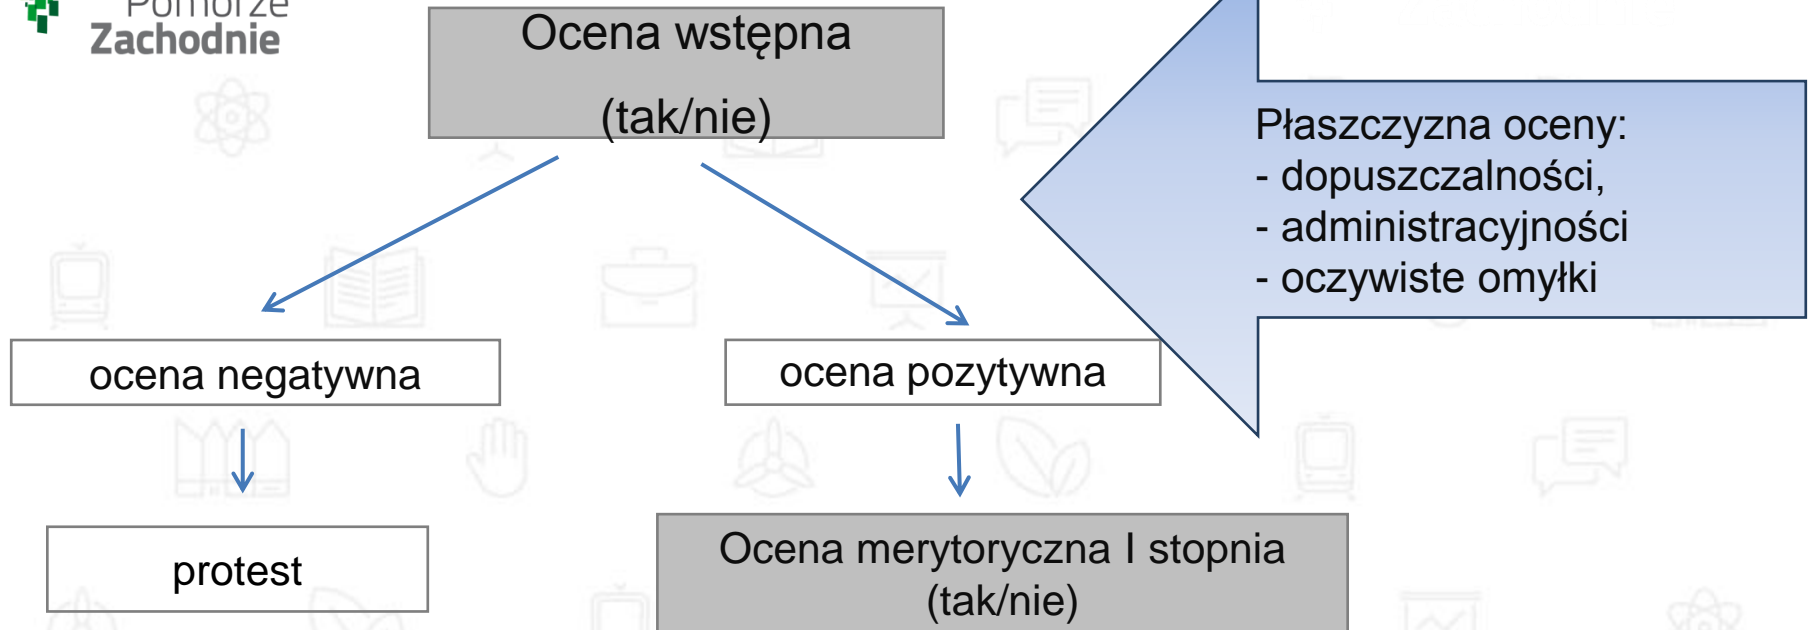 Pomorze
Zachodnie
Ocena wstępna
(tak/nie)
Płaszczyzna oceny:
- dopuszczalności,
- administracyjności
- oczywiste omyłki
ocena negatywna
ocena pozytywna
protest
Ocena merytoryczna I stopnia
(tak/nie)